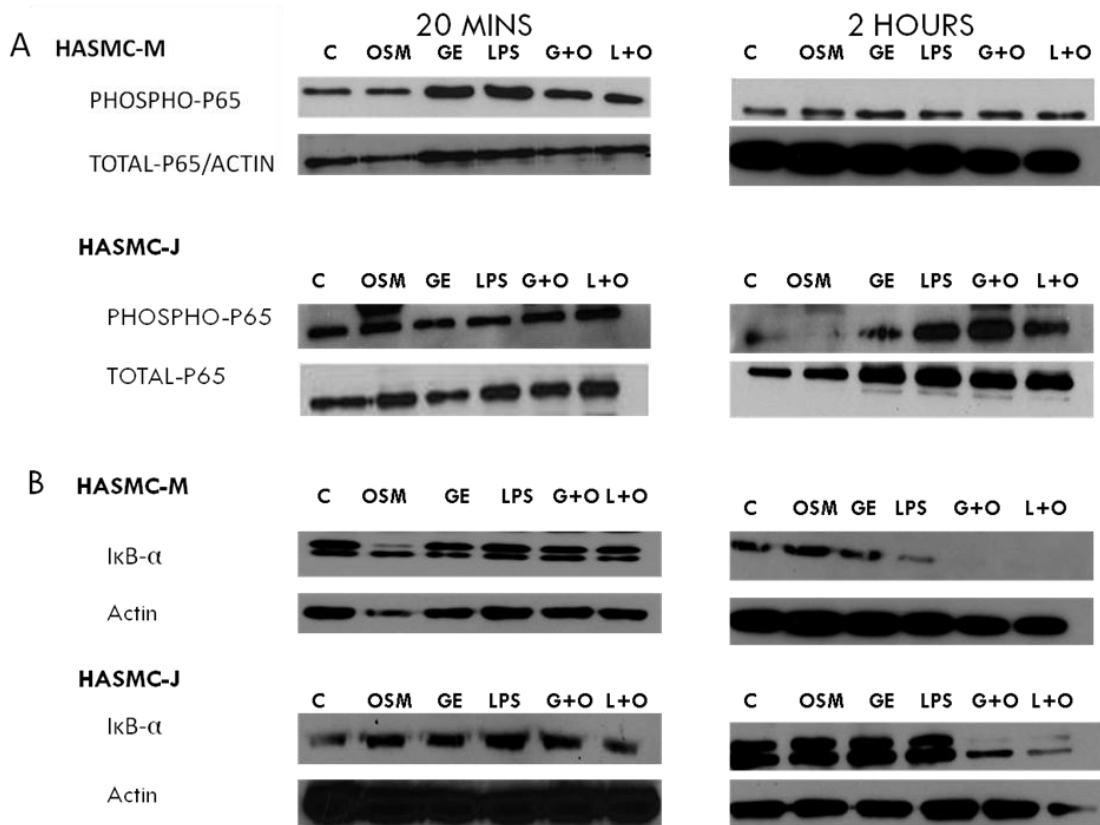 20 MINS 2 HOURS
A HASMC-M C OSM GE LPS G+O L+O C OSM GE LPS G+O L+O
PHOSPHO-P65
TOTAL-P65/ACTIN
HASMC-J
C OSM GE LPS G+O L+O C OSM GE LPS G+O L+O
PHOSPHO-P65
TOTAL-P65
B HASMC-M
C OSM GE LPS G+O L+O C OSM GE LPS G+O L+O
IκB-α
Actin
HASMC-J
C OSM GE LPS G+O L+O C OSM GE LPS G+O L+O
IκB-α
Actin